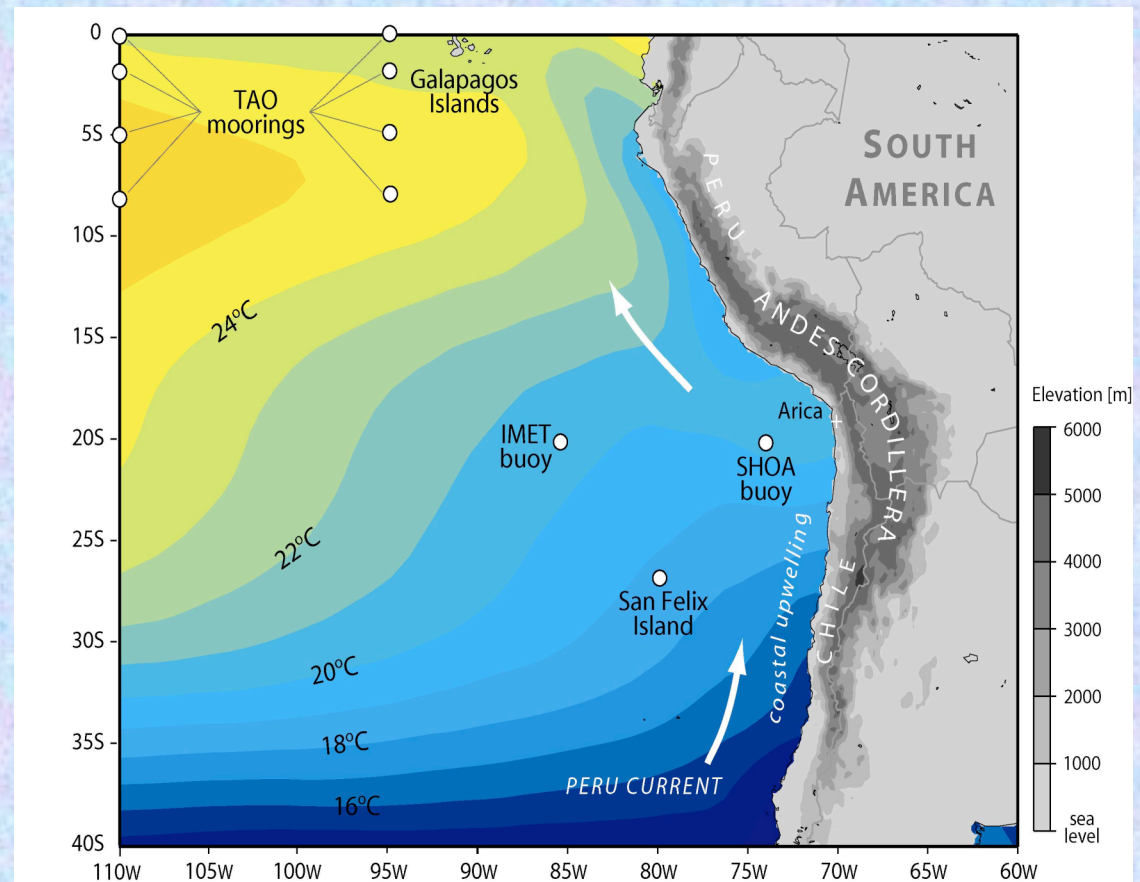 0
5S
10S
15S
20S
25S
30S
35S
40S
110W
105W
100W
95W
90W
85W
80W
75W
70W
65W
60W
TAO
moorings
Galapagos
Islands
SOUTH
AMERICA
PERU
ANDES CORDILLERA
CHILE
24°C
22°C
20°C
18°C
16°C
IMET
buoy
Arica
SHOA
buoy
San Felix
Island
coastal upwelling
PERU CURRENT
Elevation [m]
6000
5000
4000
3000
2000
1000
sea
level